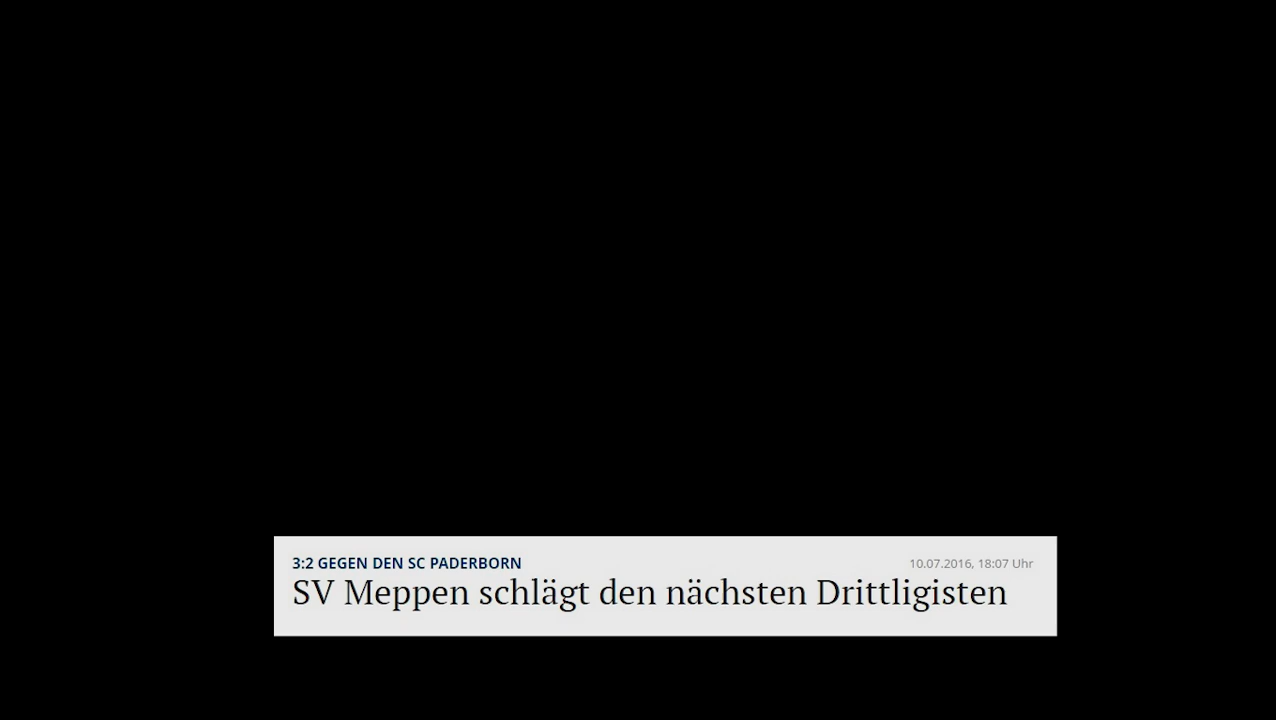 3:2 GEGEN DEN SC PADERBORN 10.07.2016, 18:07 Uhr
SV Meppen schlägt den nächsten Drittligisten